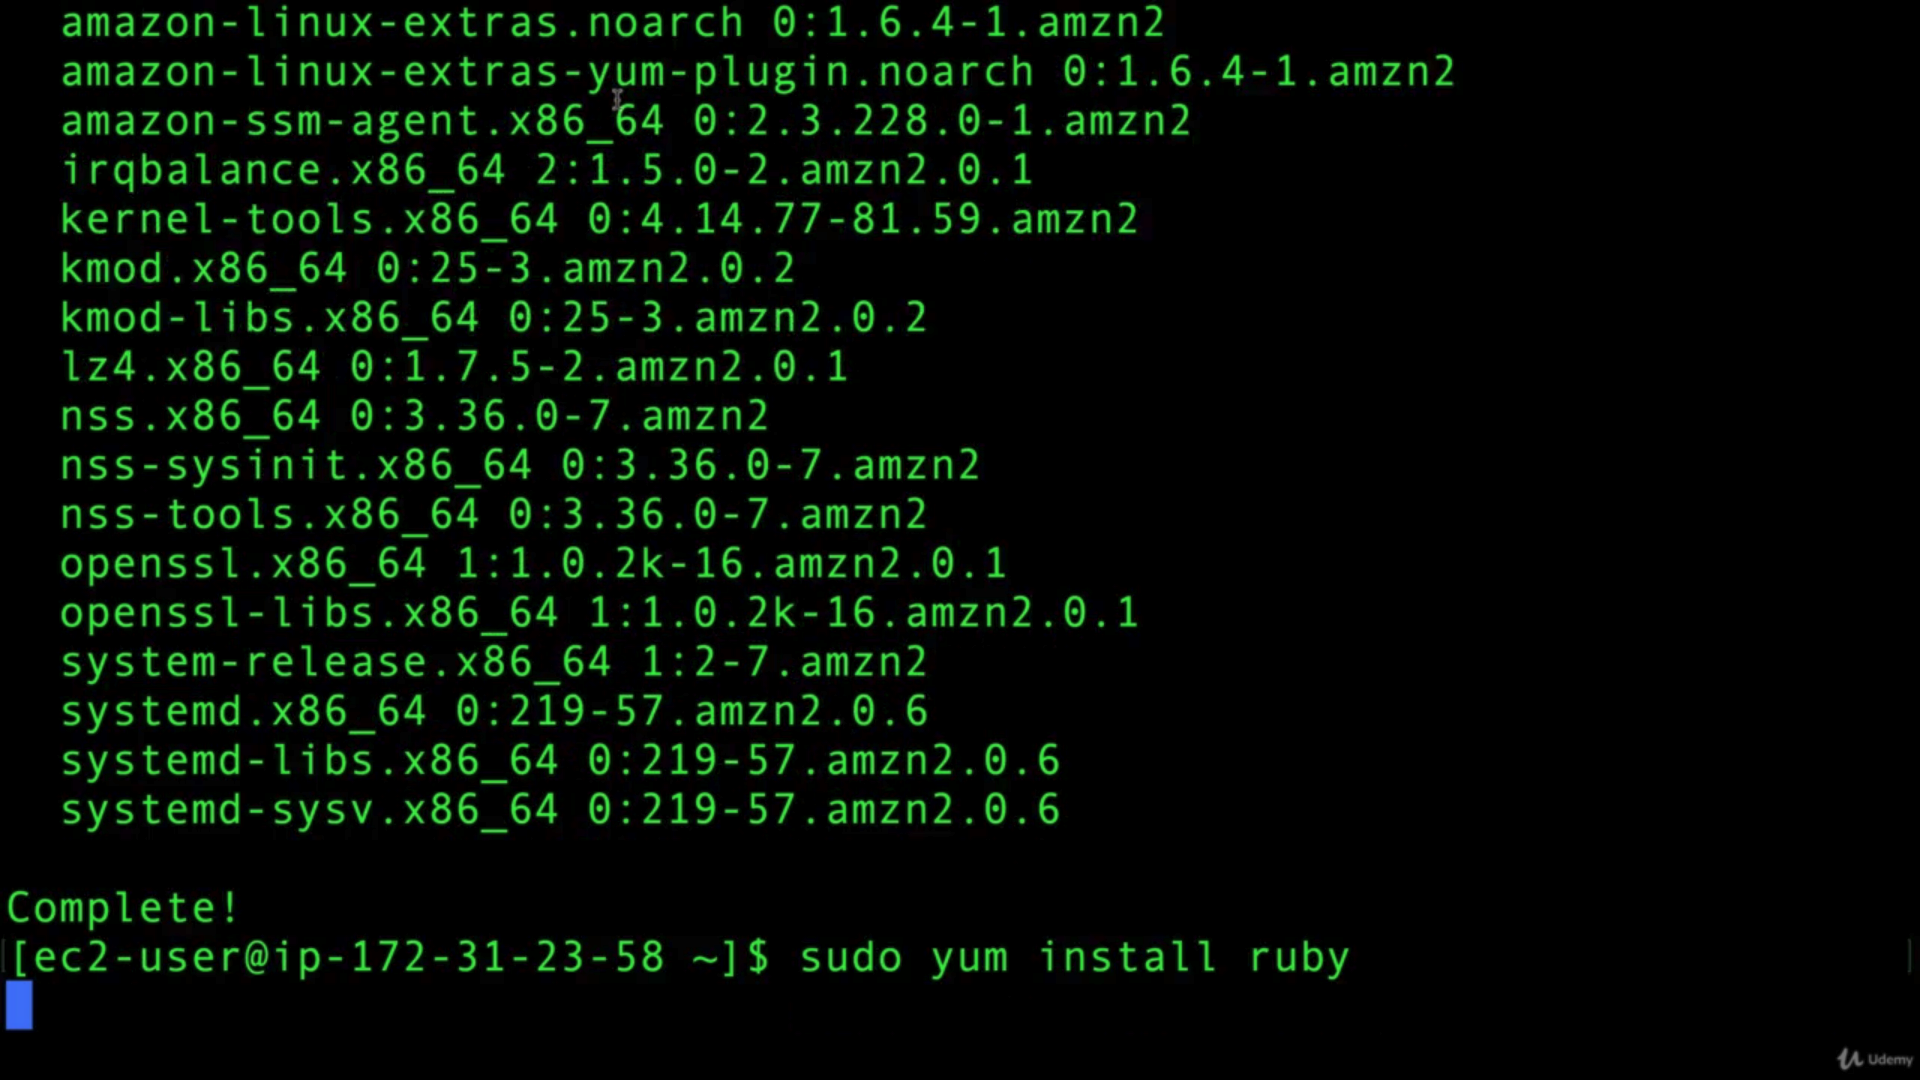 amazon-linux-extras.noarch 0:1.6.4-1.amzn2
amazon-linux-extras-yum-plugin.noarch 0:1.6.4-1.amzn2
amazon-ssm-agent.x86_64 0:2.3.228.0-1.amzn2
irqbalance.x86_64 2:1.5.0-2.amzn2.0.1
kernel-tools.x86_64 0:4.14.77-81.59.amzn2
kmod.x86_64 0:25-3.amzn2.0.2
kmod-libs.x86_64 0:25-3.amzn2.0.2
lz4.x86_64 0:1.7.5-2.amzn2.0.1
nss.x86_64 0:3.36.0-7.amzn2
nss-sysinit.x86_64 0:3.36.0-7.amzn2
nss-tools.x86_64 0:3.36.0-7.amzn2
openssl.x86_64 1:1.0.2k-16.amzn2.0.1
openssl-libs.x86_64 1:1.0.2k-16.amzn2.0.1
system-release.x86_64 1:2-7.amzn2
systemd.x86_64 0:219-57.amzn2.0.6
systemd-libs.x86_64 0:219-57.amzn2.0.6
systemd-sysv.x86_64 0:219-57.amzn2.0.6
Complete!
[ec2-user@ip-172-31-23-58 ~]$ sudo yum install ruby
Udemy